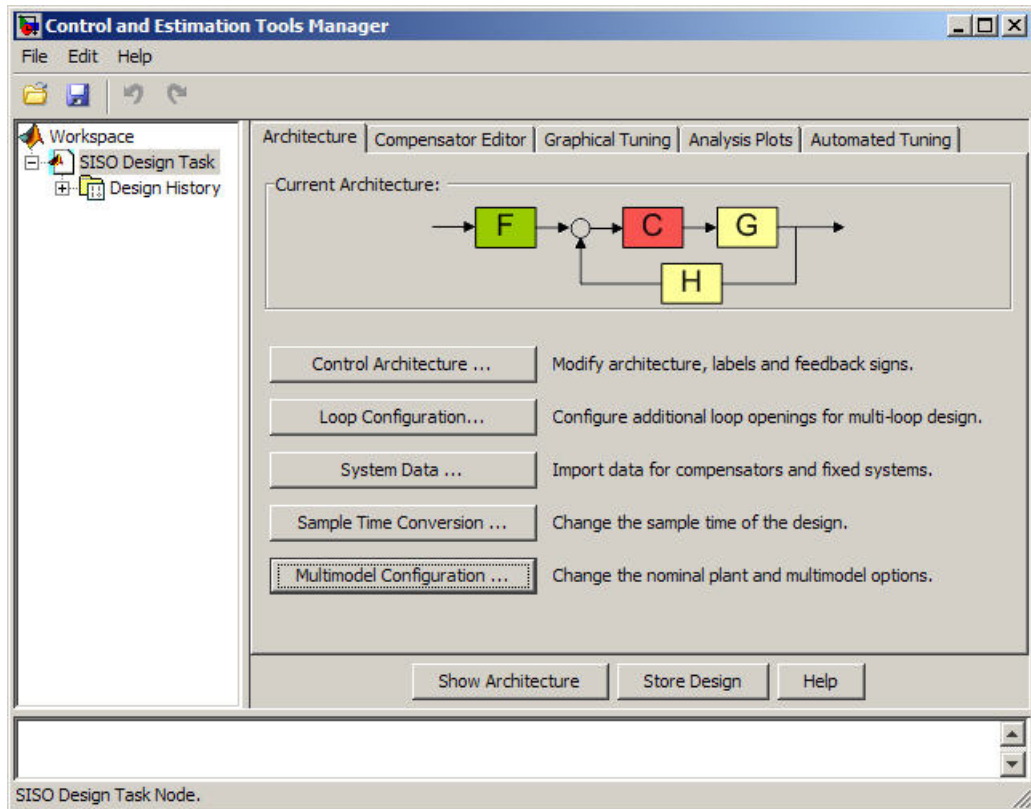 Control and Estimation Tools Manager
File Edit Help
Workspace
SISO Design Task
Design History
Architecture Compensator Editor Graphical Tuning Analysis Plots Automated Tuning
Current Architecture:
F C G
H
Control Architecture ... Modify architecture, labels and feedback signs.
Loop Configuration... Configure additional loop openings for multi-loop design.
System Data ... Import data for compensators and fixed systems.
Sample Time Conversion ... Change the sample time of the design.
Multimodel Configuration ... Change the nominal plant and multimodel options.
Show Architecture Store Design Help
SISO Design Task Node.